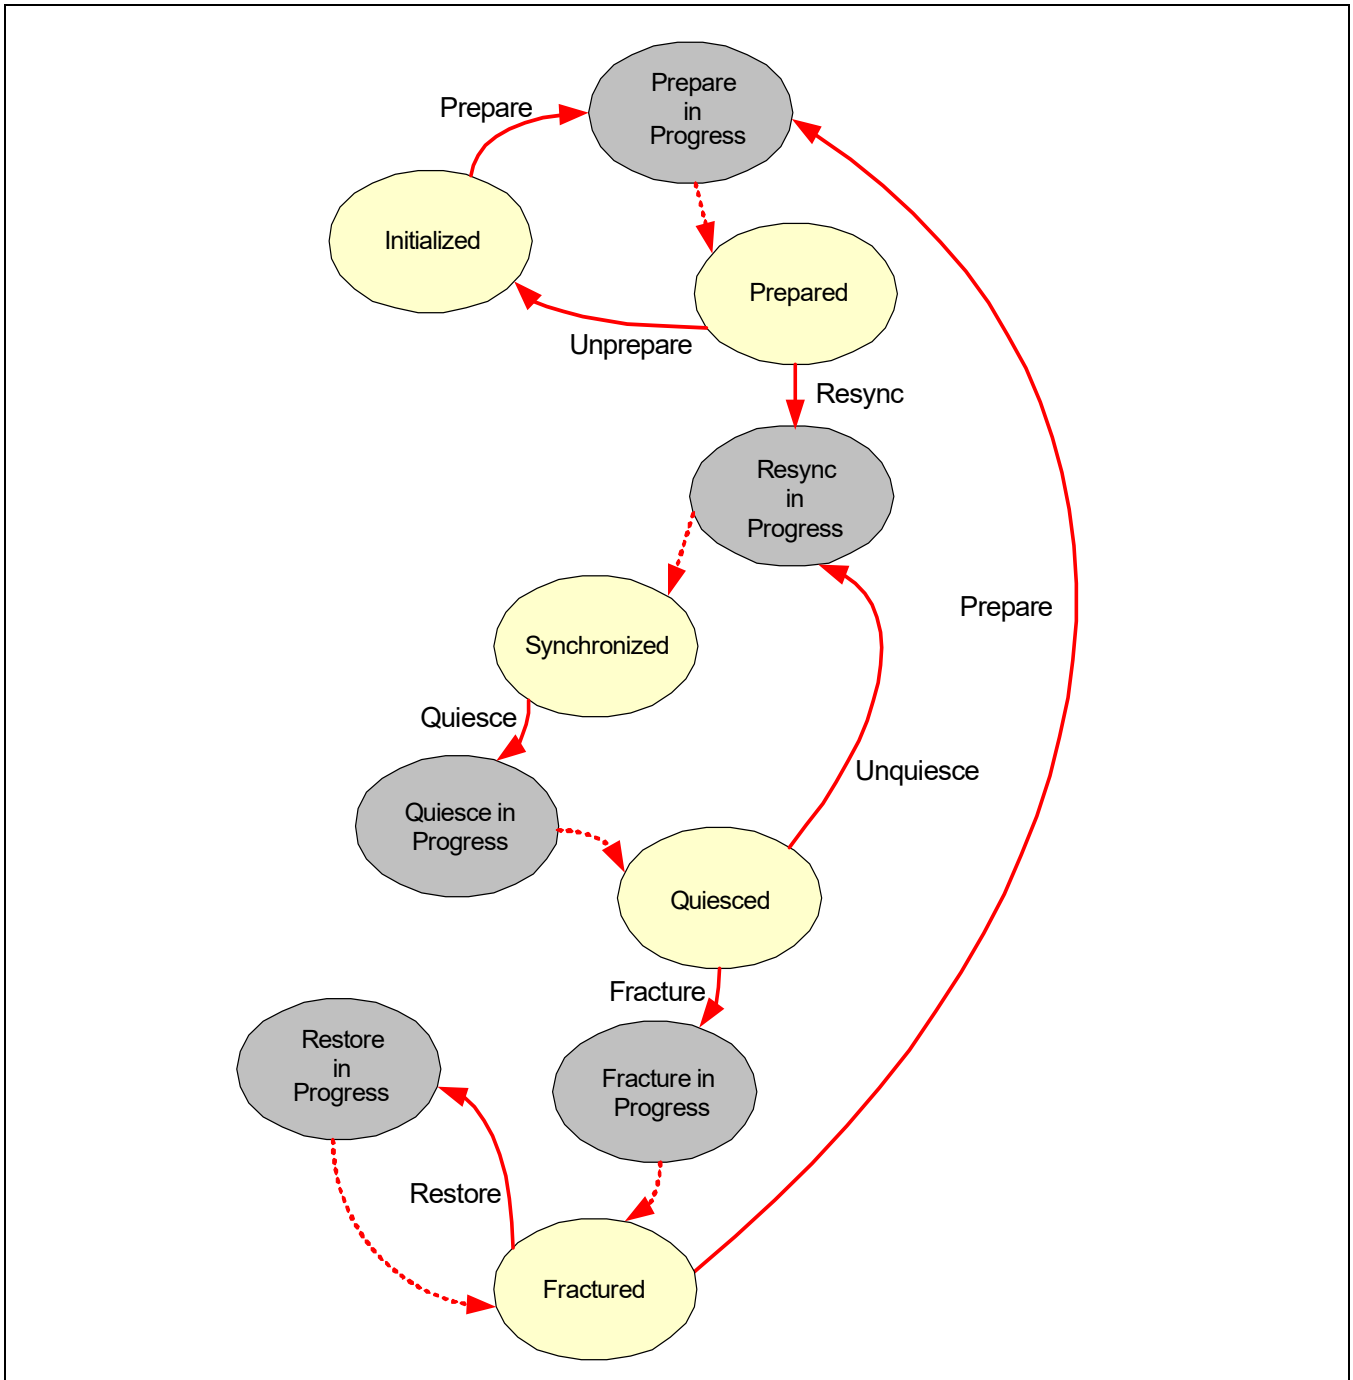 Prepare
in
Progress
Prepare
Initialized
Prepared
Unprepare
Resync
Resync
in
Progress
Prepare
Synchronized
Quiesce
Unquiesce
Quiesce in
Progress
Quiesced
Fracture
Restore
in
Progress
Fracture in
Progress
Restore
Fractured